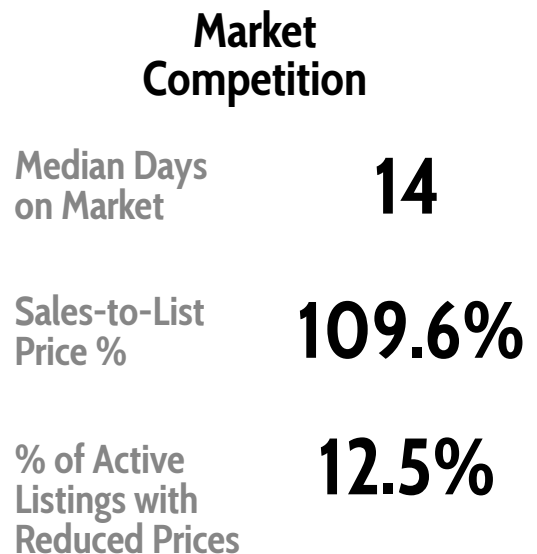 Market
Competition
Median Days
on Market
14
Sales-to-List
Price %
109.6%
% of Active
Listings with
Reduced Prices
12.5%